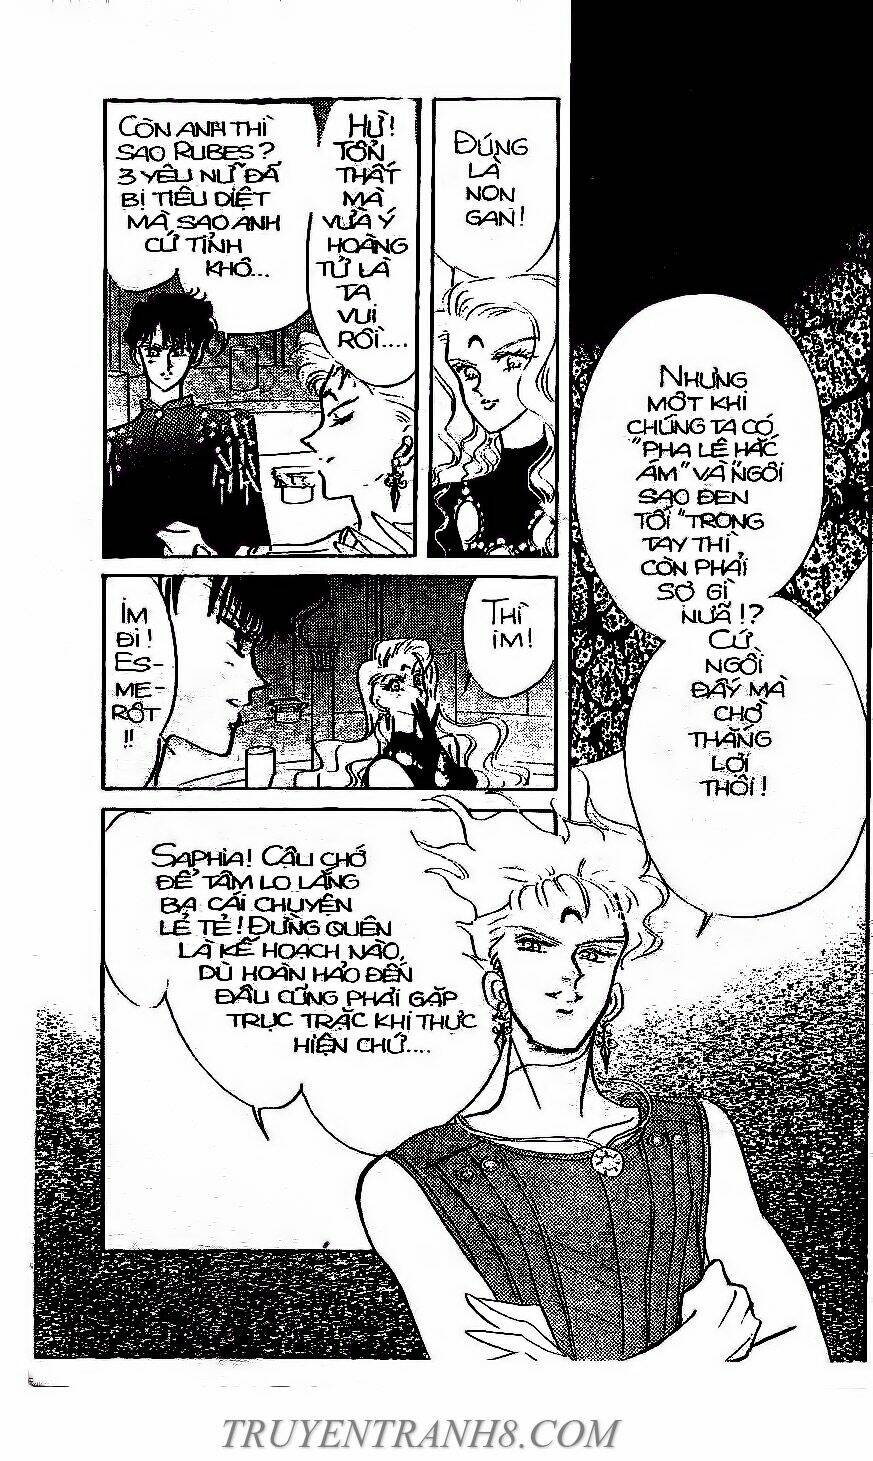 CÒN ANH THÌ
SAO RUBES?
3 YÊU NỮ ĐÃ
BỊ TIÊU DIỆT
MÀ SAO ANH
CỨ TỈNH
KHÔ...
HỪ!
TỔN
THẤT
MÀ
VỪA Ý
HOÀNG
TỬ LÀ
TA
VUI
RỒI....
ĐÚNG
LÀ
NON
GAN!
IM
ĐI!
ES-
ME-
RỐT
!!
THÌ
IM!
NHƯNG
MỘT KHI
CHÚNG TA CÓ
"PHA LÊ HẮC
ÁM" VÀ "NGÔI
SAO ĐEN
TỐI" TRONG
TAY THÌ
CÒN PHẢI
SỢ GÌ
NỮA!?
CỨ
NGỒI
ĐẤY MÀ
CHỜ
THẮNG
LỢI
THÔI!
SAPHIA! CẬU CHỚ
ĐỂ TÂM LO LẮNG
BA CÁI CHUYỆN
LẺ TẺ! ĐỪNG QUÊN
LÀ KẾ HOẠCH NÀO,
DÙ HOÀN HẢO ĐẾN
ĐÂU CŨNG PHẢI GẶP
TRỤC TRẶC KHI THỰC
HIỆN CHỨ....
TRUYENTRANH8.COM